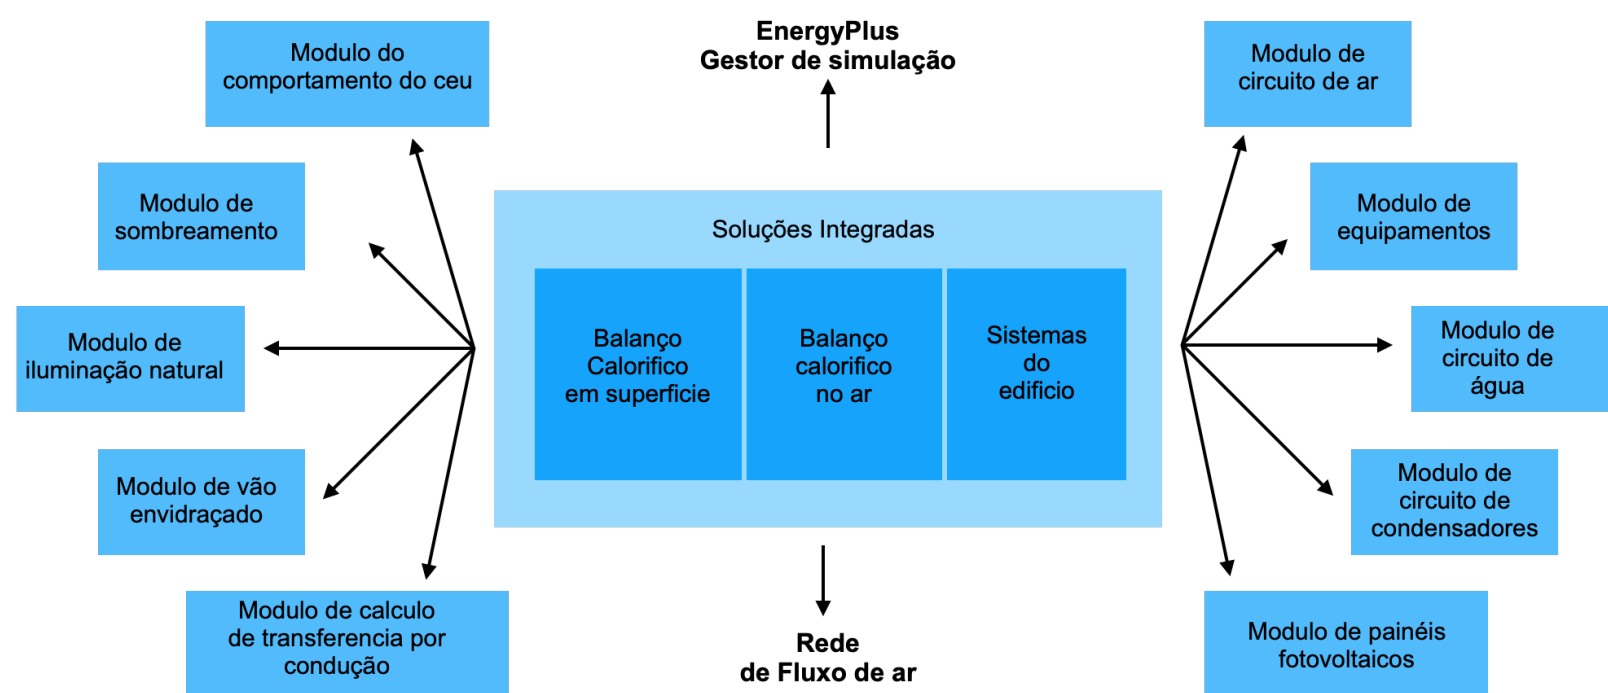 EnergyPlus
Gestor de simulação
Modulo do
comportamento do ceu
Modulo de
sombreamento
Modulo de
iluminação natural
Modulo de vão
envidraçado
Modulo de calculo
de transferencia por
condução
Soluções Integradas
Balanço
Calorifico
em superficie
Balanço
calorifico
no ar
Sistemas
do
edificio
Rede
de Fluxo de ar
Modulo de
circuito de ar
Modulo de
equipamentos
Modulo de
circuito de
água
Modulo de
circuito de
condensadores
Modulo de painéis
fotovoltaicos